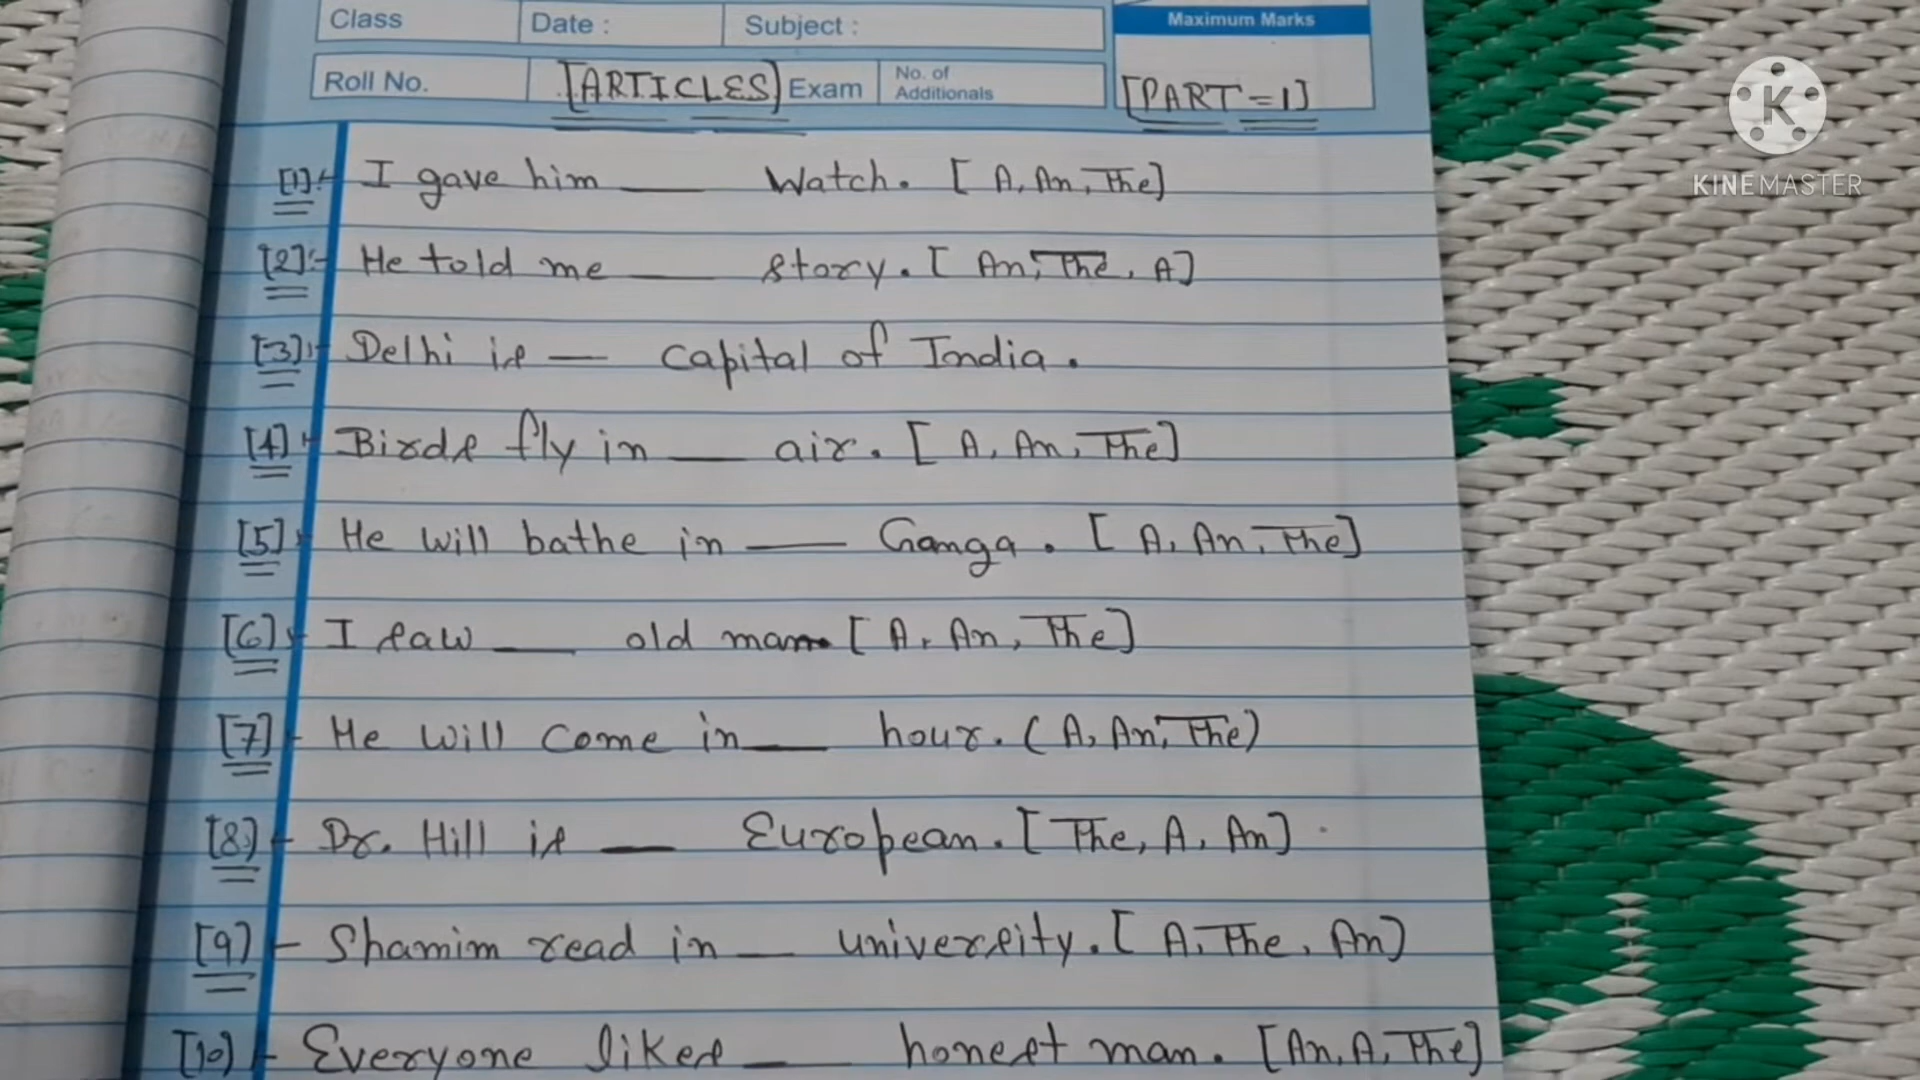 Class Date : Subject : Maximum Marks
Roll No. [ARTICLES] Exam No. of Additionals [PART-1]
[1]:- I gave him ___ Watch. [ A, An, The]
[2]:- He told me ___ story. [ An, The, A]
[3]:- Delhi is ___ capital of India.
[4]:- Birds fly in ___ air. [ A, An, The]
[5]:- He will bathe in ___ Ganga. [ A, An, The]
[6]:- I saw ___ old man [ A, An, The]
[7]- He will come in ___ hour. (A, An, The)
[8]- Dr. Hill is ___ European. [ The, A, An]
[9]- Shamim read in ___ university. [ A, The, An]
[10]- Everyone likes ___ honest man. [An, A, The]
K
KINEMASTER